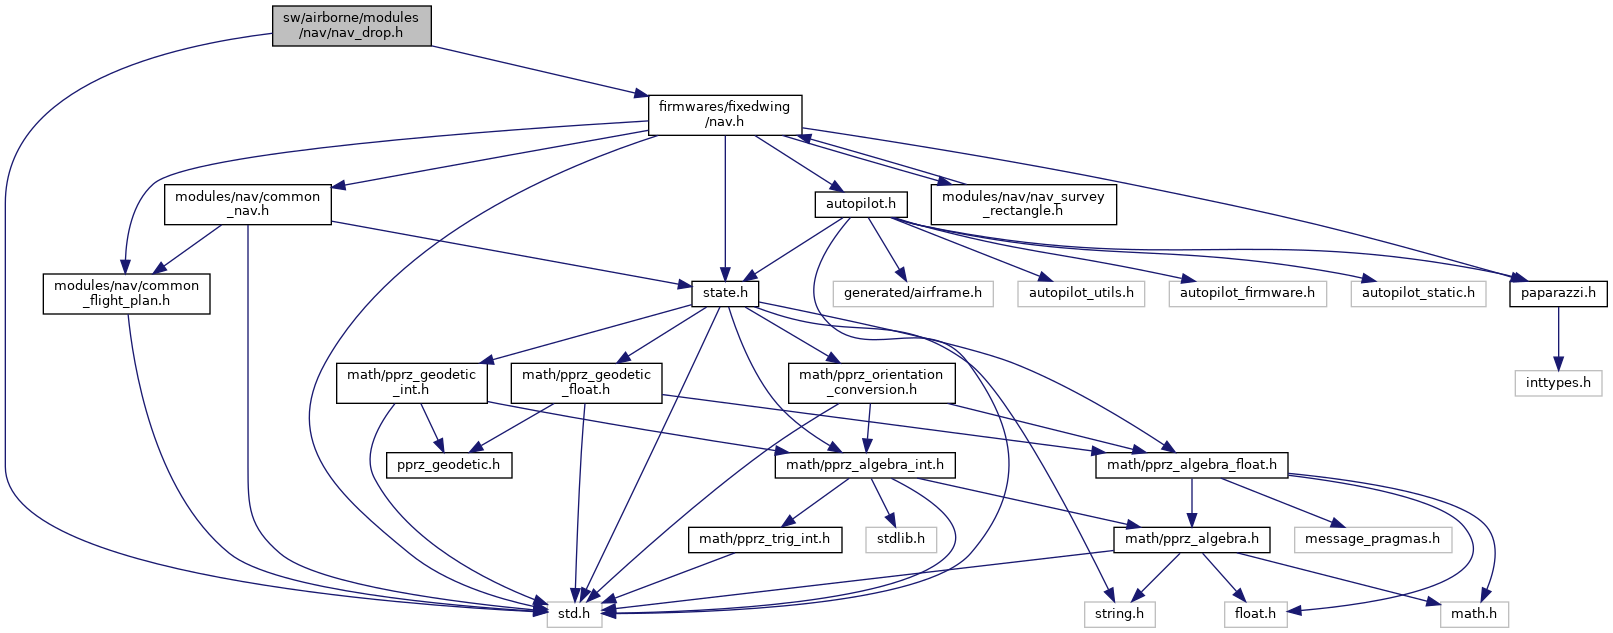 sw/airborne/modules
/nav/nav_drop.h
firmwares/fixedwing
/nav.h
modules/nav/common
_nav.h
autopilot.h
modules/nav/nav_survey
_rectangle.h
modules/nav/common
_flight_plan.h
state.h
generated/airframe.h
autopilot_utils.h
autopilot_firmware.h
autopilot_static.h
paparazzi.h
math/pprz_geodetic
_int.h
math/pprz_geodetic
_float.h
math/pprz_orientation
_conversion.h
inttypes.h
pprz_geodetic.h
math/pprz_algebra_int.h
math/pprz_algebra_float.h
math/pprz_trig_int.h
stdlib.h
math/pprz_algebra.h
message_pragmas.h
std.h
string.h
float.h
math.h